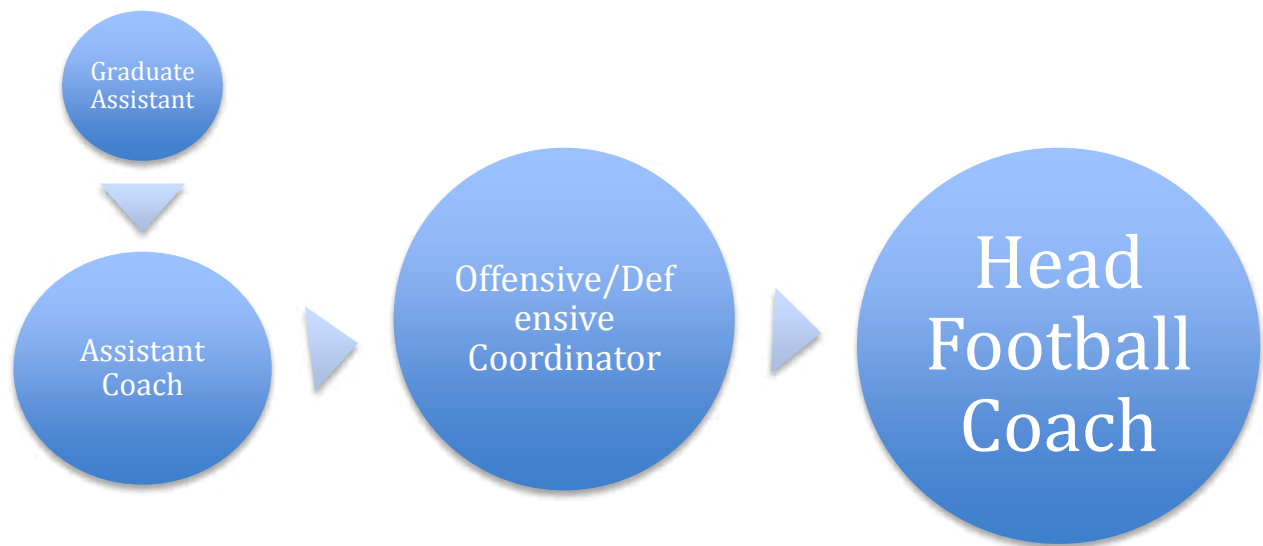 Graduate
Assistant
Assistant
Coach
Offensive/Def
ensive
Coordinator
Head
Football
Coach